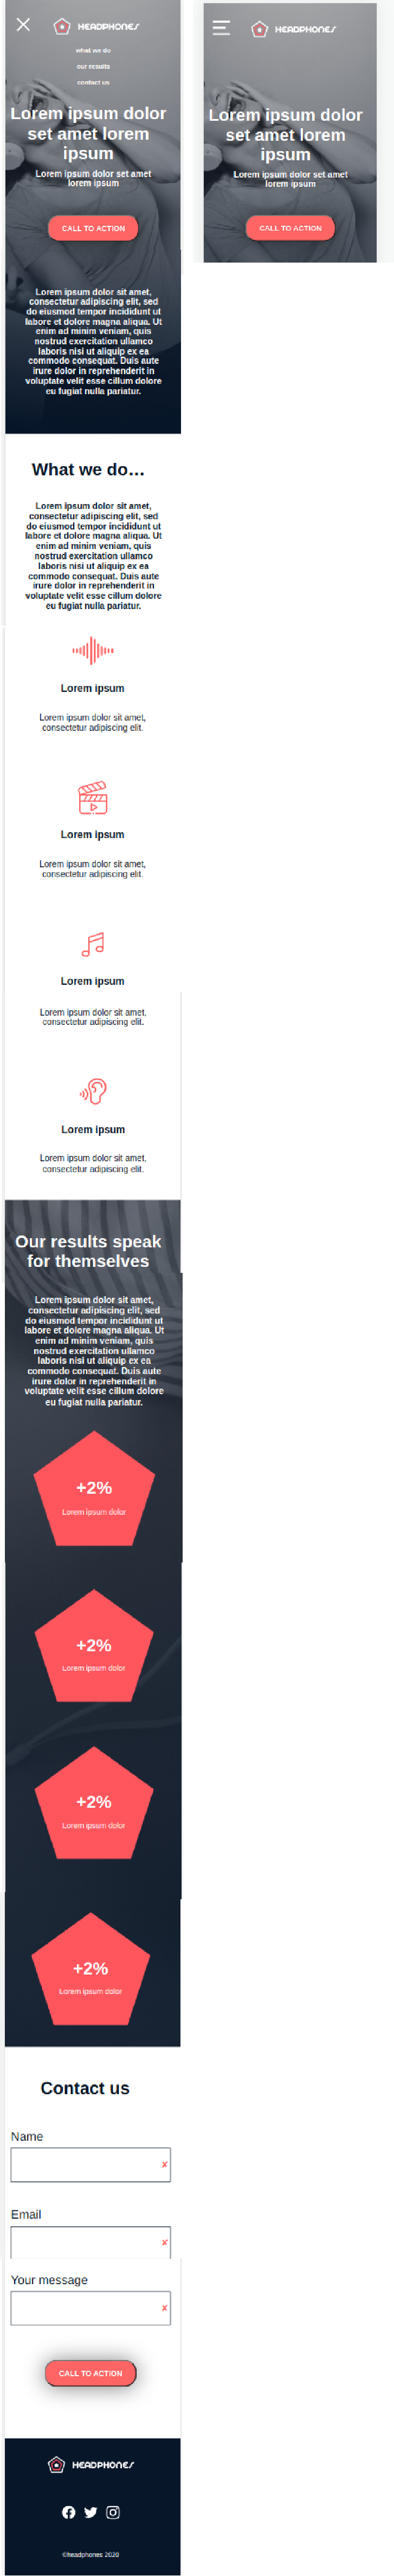 HEADPHONES
what we do
our results
contact us
Lorem ipsum dolor
set amet lorem
ipsum
Lorem ipsum dolor set amet
lorem ipsum
CALL TO ACTION
Lorem ipsum dolor sit amet,
consectetur adipiscing elit, sed
do eiusmod tempor incididunt ut
labore et dolore magna aliqua. Ut
enim ad minim veniam, quis
nostrud exercitation ullamco
laboris nisi ut aliquip ex ea
commodo consequat. Duis aute
irure dolor in reprehenderit in
voluptate velit esse cillum dolore
eu fugiat nulla pariatur.
What we do...
Lorem ipsum dolor sit amet,
consectetur adipiscing elit, sed
do eiusmod tempor incididunt ut
labore et dolore magna aliqua. Ut
enim ad minim veniam, quis
nostrud exercitation ullamco
laboris nisi ut aliquip ex ea
commodo consequat. Duis aute
irure dolor in reprehenderit in
voluptate velit esse cillum dolore
eu fugiat nulla pariatur.
Lorem ipsum
Lorem ipsum dolor sit amet,
consectetur adipiscing elit.
Lorem ipsum
Lorem ipsum dolor sit amet,
consectetur adipiscing elit.
Lorem ipsum
Lorem ipsum dolor sit amet,
consectetur adipiscing elit.
Lorem ipsum
Lorem ipsum dolor sit amet,
consectetur adipiscing elit.
Our results speak
for themselves
Lorem ipsum dolor sit amet,
consectetur adipiscing elit, sed
do eiusmod tempor incididunt ut
labore et dolore magna aliqua. Ut
enim ad minim veniam, quis
nostrud exercitation ullamco
laboris nisi ut aliquip ex ea
commodo consequat. Duis aute
irure dolor in reprehenderit in
voluptate velit esse cillum dolore
eu fugiat nulla pariatur.
+2%
Lorem ipsum dolor
+2%
Lorem ipsum dolor
+2%
Lorem ipsum dolor
+2%
Lorem ipsum dolor
Contact us
Name
Email
Your message
CALL TO ACTION
HEADPHONES
©headphones 2020
HEADPHONES
Lorem ipsum dolor
set amet lorem
ipsum
Lorem ipsum dolor set amet
lorem ipsum
CALL TO ACTION